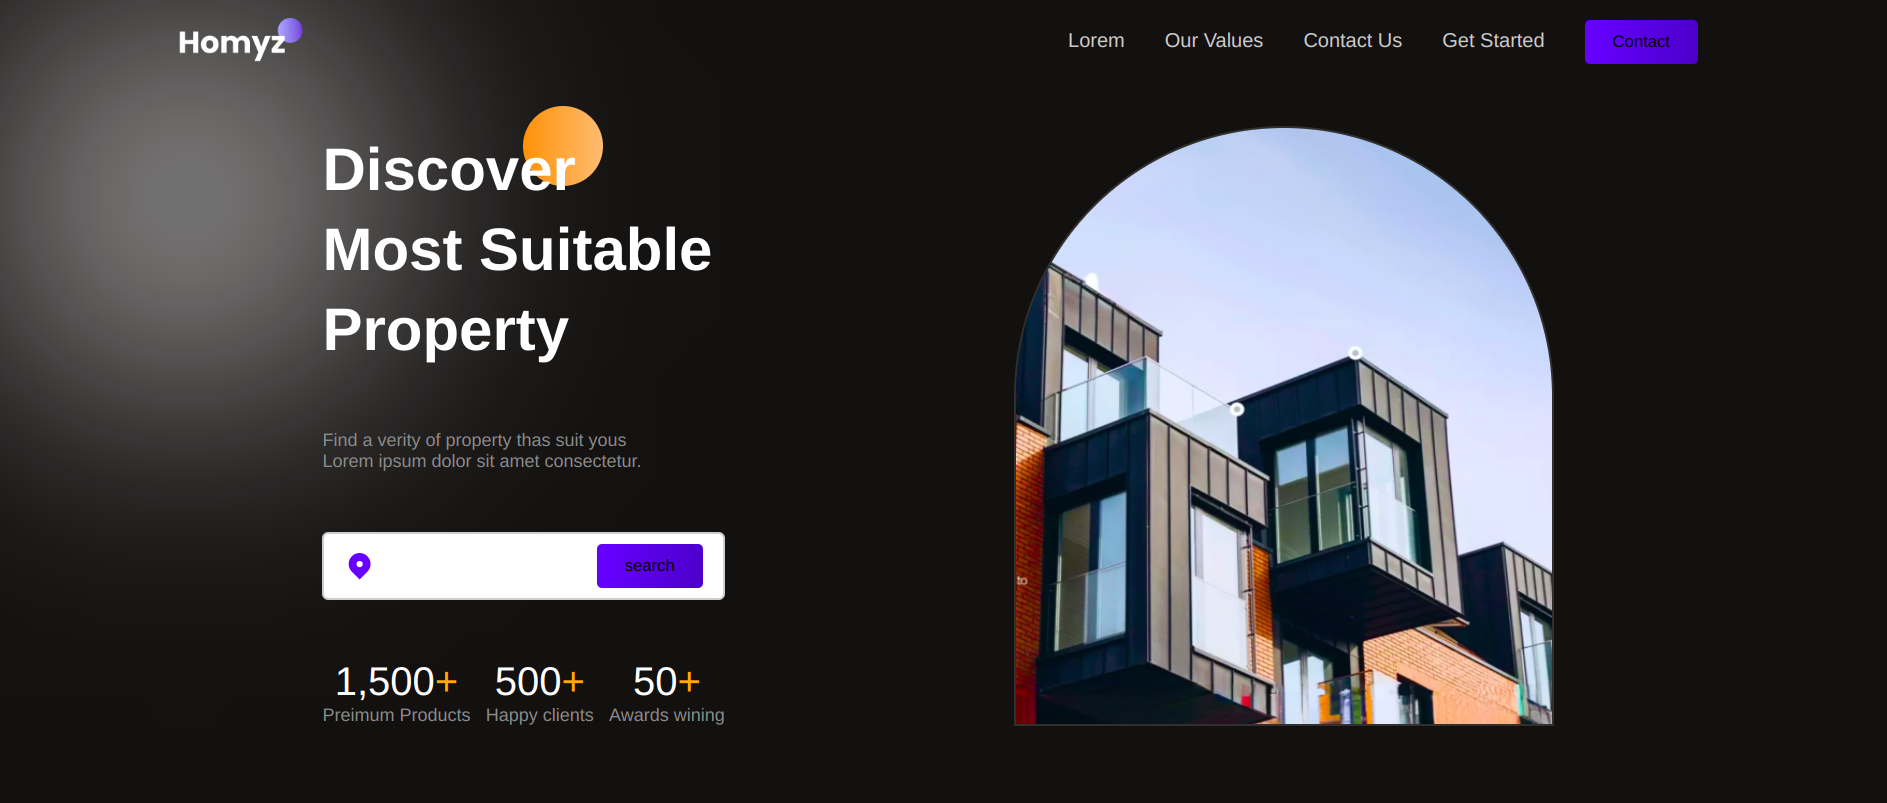 Homyz
Lorem
Our Values
Contact Us
Get Started
Contact
Discover
Most Suitable
Property
Find a verity of property thas suit yous
Lorem ipsum dolor sit amet consectetur.
search
1,500+
500+
50+
Preimum Products
Happy clients
Awards wining